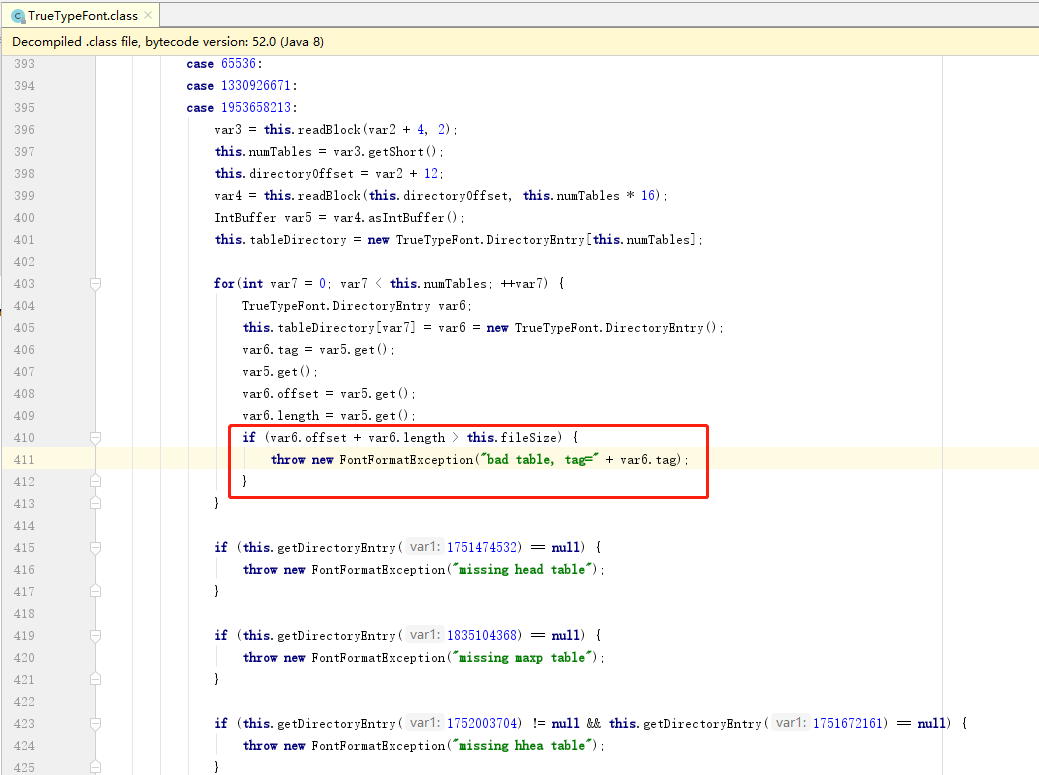 TrueTypeFont.class
Decompiled .class file, bytecode version: 52.0 (Java 8)
393 case 65536:
394 case 1330926671:
395 case 1953658213:
396 var3 = this.readBlock(var2 + 4, 2);
397 this.numTables = var3.getShort();
398 this.directoryOffset = var2 + 12;
399 var4 = this.readBlock(this.directoryOffset, this.numTables * 16);
400 IntBuffer var5 = var4.asIntBuffer();
401 this.tableDirectory = new TrueTypeFont.DirectoryEntry[this.numTables];
402
403 for(int var7 = 0; var7 < this.numTables; ++var7) {
404 TrueTypeFont.DirectoryEntry var6;
405 this.tableDirectory[var7] = var6 = new TrueTypeFont.DirectoryEntry();
406 var6.tag = var5.get();
407 var5.get();
408 var6.offset = var5.get();
409 var6.length = var5.get();
410 if (var6.offset + var6.length > this.fileSize) {
411 throw new FontFormatException("bad table, tag=" + var6.tag);
412 }
413 }
414
415 if (this.getDirectoryEntry( var1: 1751474532) == null) {
416 throw new FontFormatException("missing head table");
417 }
418
419 if (this.getDirectoryEntry( var1: 1835104368) == null) {
420 throw new FontFormatException("missing maxp table");
421 }
422
423 if (this.getDirectoryEntry( var1: 1752003704) != null && this.getDirectoryEntry( var1: 1751672161) == null) {
424 throw new FontFormatException("missing hhea table");
425 }